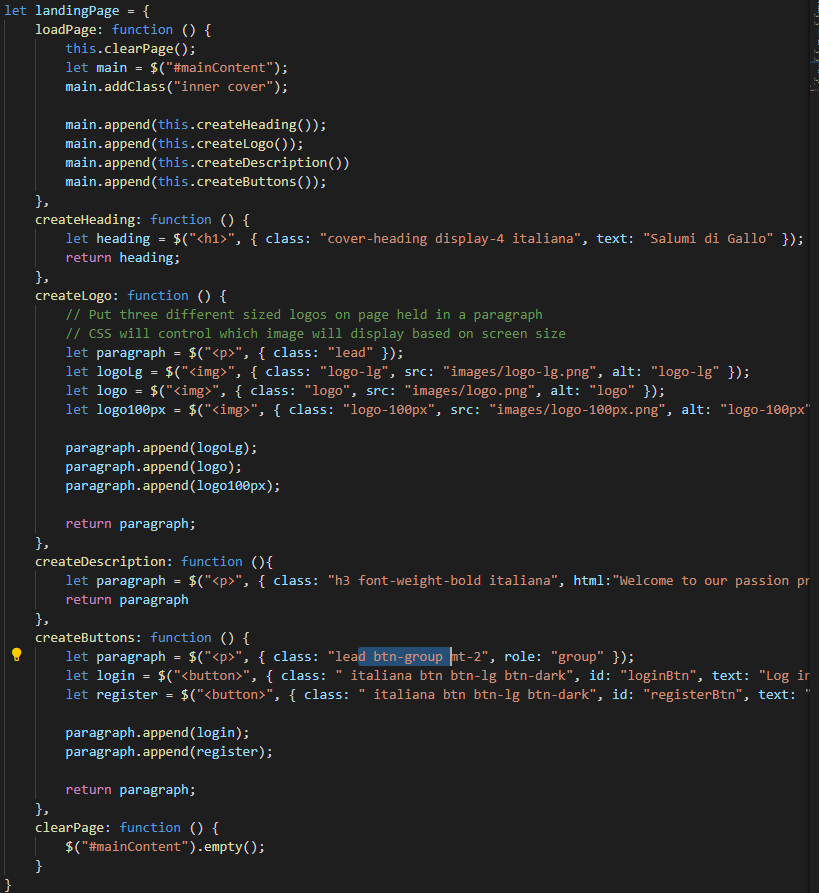 let landingPage = {
    loadPage: function () {
        this.clearPage();
        let main = $("#mainContent");
        main.addClass("inner cover");

        main.append(this.createHeading());
        main.append(this.createLogo());
        main.append(this.createDescription())
        main.append(this.createButtons());
    },
    createHeading: function () {
        let heading = $("<h1>", { class: "cover-heading display-4 italiana", text: "Salumi di Gallo" });
        return heading;
    },
    createLogo: function () {
        // Put three different sized logos on page held in a paragraph
        // CSS will control which image will display based on screen size
        let paragraph = $("<p>", { class: "lead" });
        let logoLg = $("<img>", { class: "logo-lg", src: "images/logo-lg.png", alt: "logo-lg" });
        let logo = $("<img>", { class: "logo", src: "images/logo.png", alt: "logo" });
        let logo100px = $("<img>", { class: "logo-100px", src: "images/logo-100px.png", alt: "logo-100px"

        paragraph.append(logoLg);
        paragraph.append(logo);
        paragraph.append(logo100px);

        return paragraph;
    },
    createDescription: function (){
        let paragraph = $("<p>", { class: "h3 font-weight-bold italiana", html:"Welcome to our passion pr
        return paragraph
    },
    createButtons: function () {
        let paragraph = $("<p>", { class: "lead btn-group mt-2", role: "group" });
        let login = $("<button>", { class: " italiana btn btn-lg btn-dark", id: "loginBtn", text: "Log in
        let register = $("<button>", { class: " italiana btn btn-lg btn-dark", id: "registerBtn", text: "

        paragraph.append(login);
        paragraph.append(register);

        return paragraph;
    },
    clearPage: function () {
        $("#mainContent").empty();
    }
}